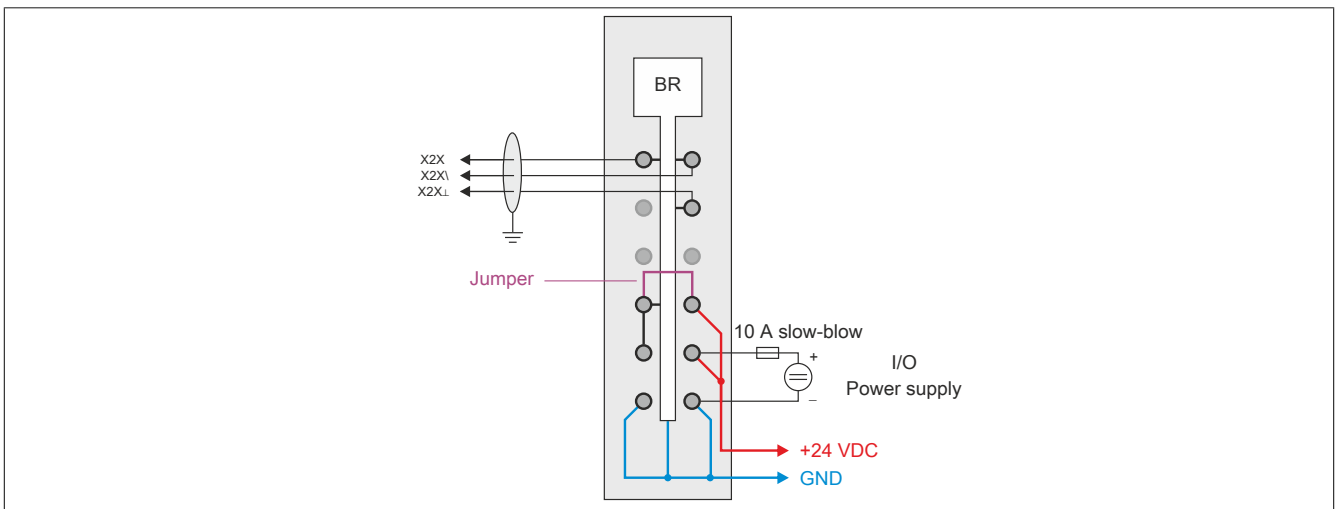 BR
X2X
X2X\
X2X⊥
Jumper
10 A slow-blow
+
I/O
Power supply
–
+24 VDC
GND